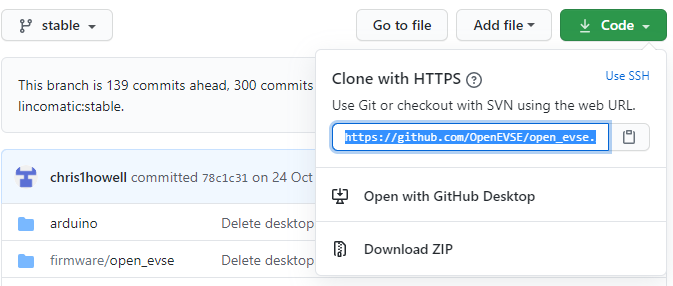 stable
Go to file
Add file
Code
This branch is 139 commits ahead, 300 commits
lincomatic:stable.
Clone with HTTPS
Use SSH
Use Git or checkout with SVN using the web URL.
https://github.com/OpenEVSE/open_evse.
chris1howell committed 78c1c31 on 24 Oct
Open with GitHub Desktop
arduino Delete desktop
firmware/open_evse Delete desktop
Download ZIP